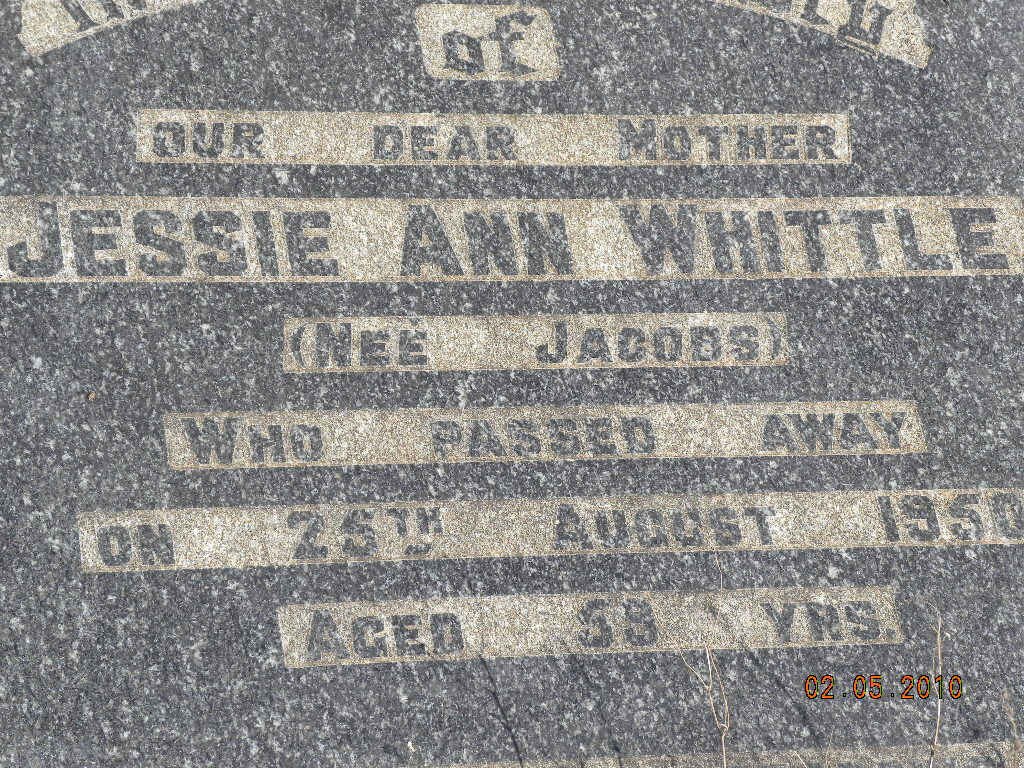 of
OUR DEAR MOTHER
JESSIE ANN WHITTLE
(NEE JACOBS)
WHO PASSED AWAY
ON 25TH AUGUST 1950
AGED YRS.
02.05.2010